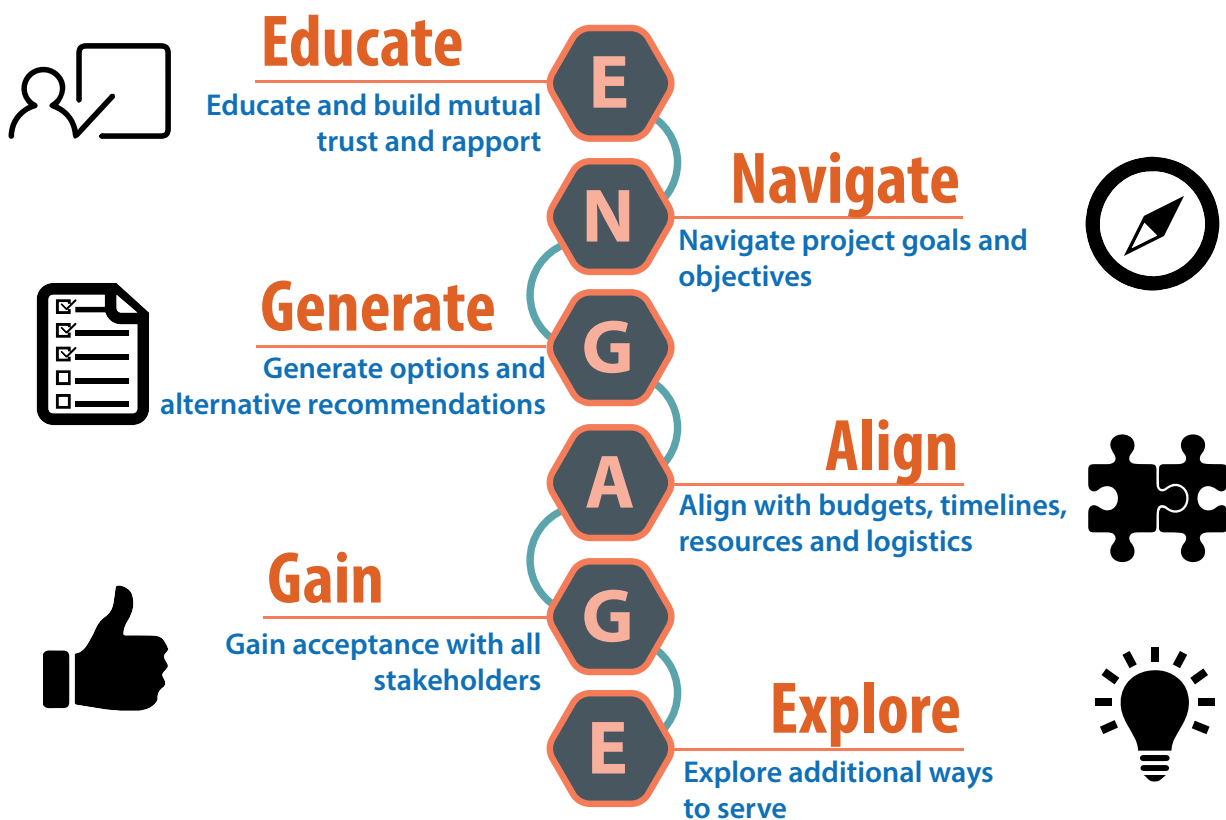 Educate
E
Educate and build mutual
trust and rapport
N
Navigate
Navigate project goals and
objectives
Generate
G
Generate options and
alternative recommendations
A
Align
Align with budgets, timelines,
resources and logistics
Gain
G
Gain acceptance with all
stakeholders
E
Explore
Explore additional ways
to serve